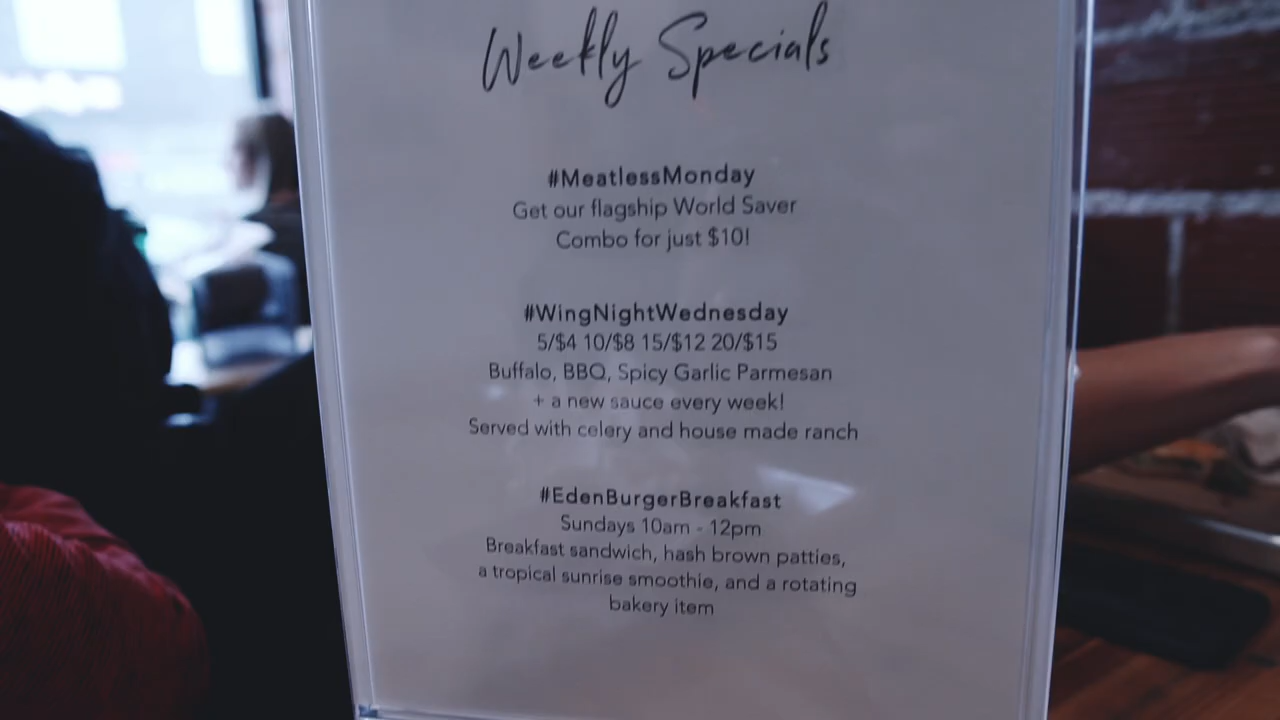 Weekly Specials
#MeatlessMonday
Get our flagship World Saver
Combo for just $10!
#WingNightWednesday
5/$4 10/$8 15/$12 20/$15
Buffalo, BBQ, Spicy Garlic Parmesan
+ a new sauce every week!
Served with celery and house made ranch
#EdenBurgerBreakfast
Sundays 10am - 12pm
Breakfast sandwich, hash brown patties,
a tropical sunrise smoothie, and a rotating
bakery item